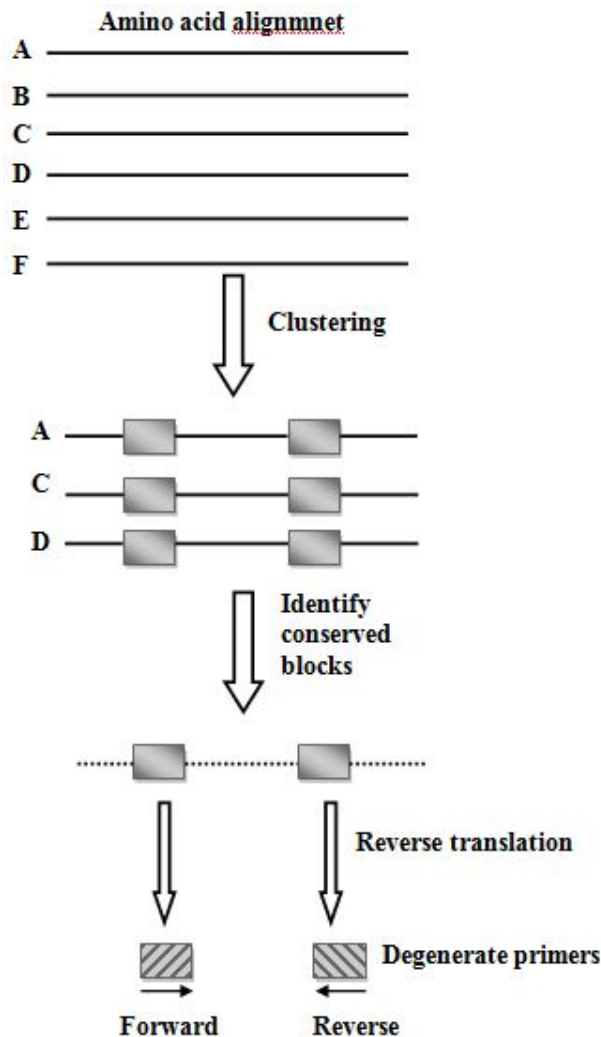 Amino acid alignmnet
A
B
C
D
E
F
Clustering
A
C
D
Identify
conserved
blocks
Reverse translation
Degenerate primers
Forward
Reverse